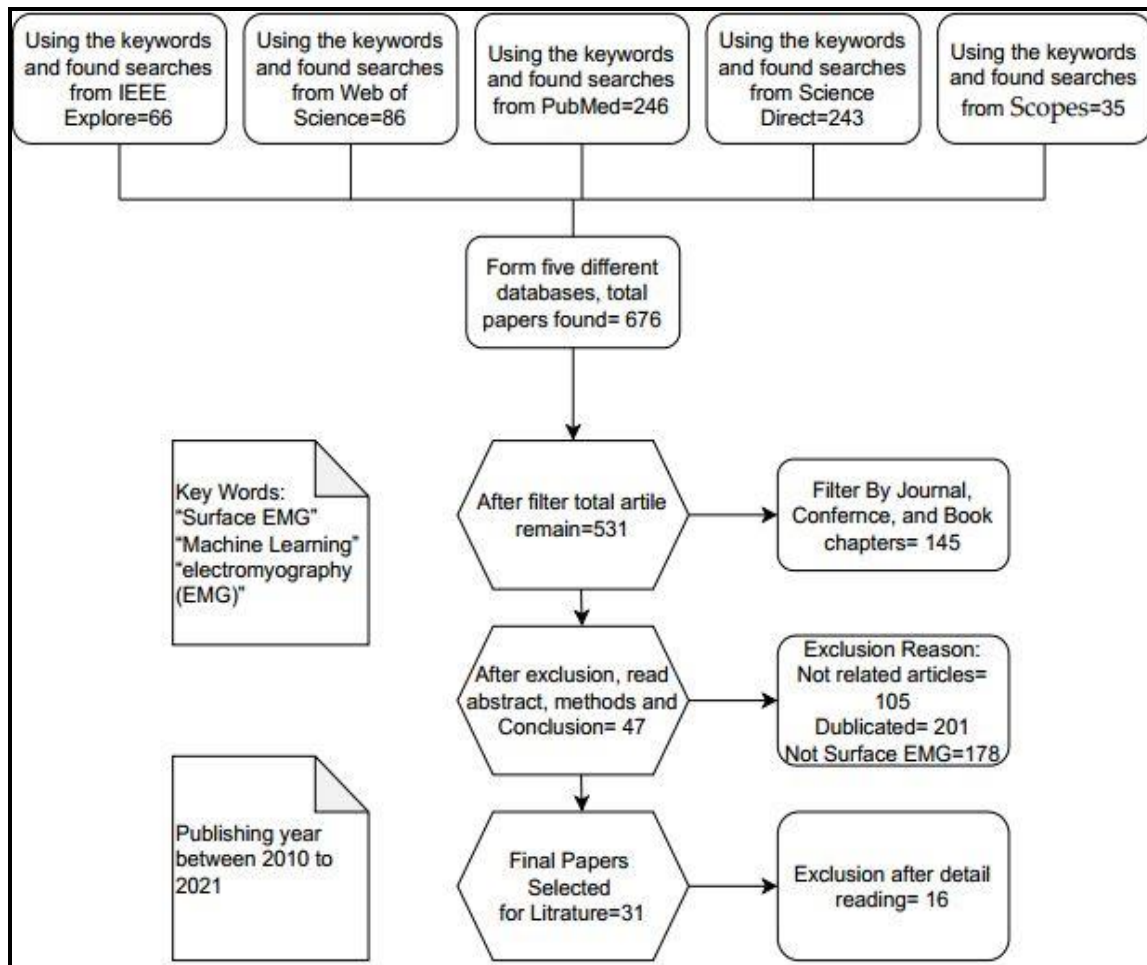 Using the keywords
and found searches
from IEEE
Explore=66
Using the keywords
and found searches
from Web of
Science=86
Using the keywords
and found searches
from PubMed=246
Using the keywords
and found searches
from Science
Direct=243
Using the keywords
and found searches
from Scopes=35
Form five different
databases, total
papers found= 676
Key Words:
“Surface EMG”
“Machine Learning”
“electromyography
(EMG)”
After filter total artile
remain=531
Filter By Journal,
Confernce, and Book
chapters= 145
After exclusion, read
abstract, methods and
Conclusion= 47
Exclusion Reason:
Not related articles=
105
Dublicated= 201
Not Surface EMG=178
Publishing year
between 2010 to
2021
Final Papers
Selected
for Litrature=31
Exclusion after detail
reading= 16